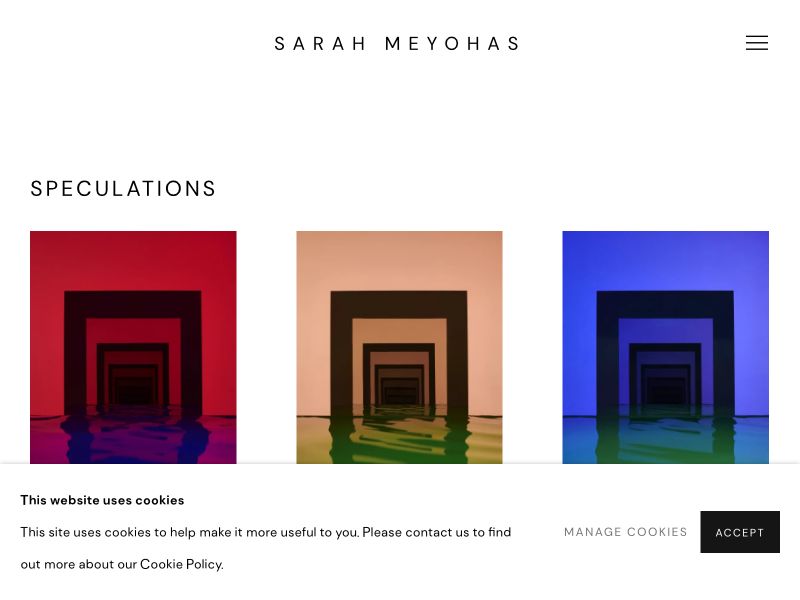 SARAH MEYOHAS
SPECULATIONS
This website uses cookies
This site uses cookies to help make it more useful to you. Please contact us to find
out more about our Cookie Policy.
MANAGE COOKIES
ACCEPT